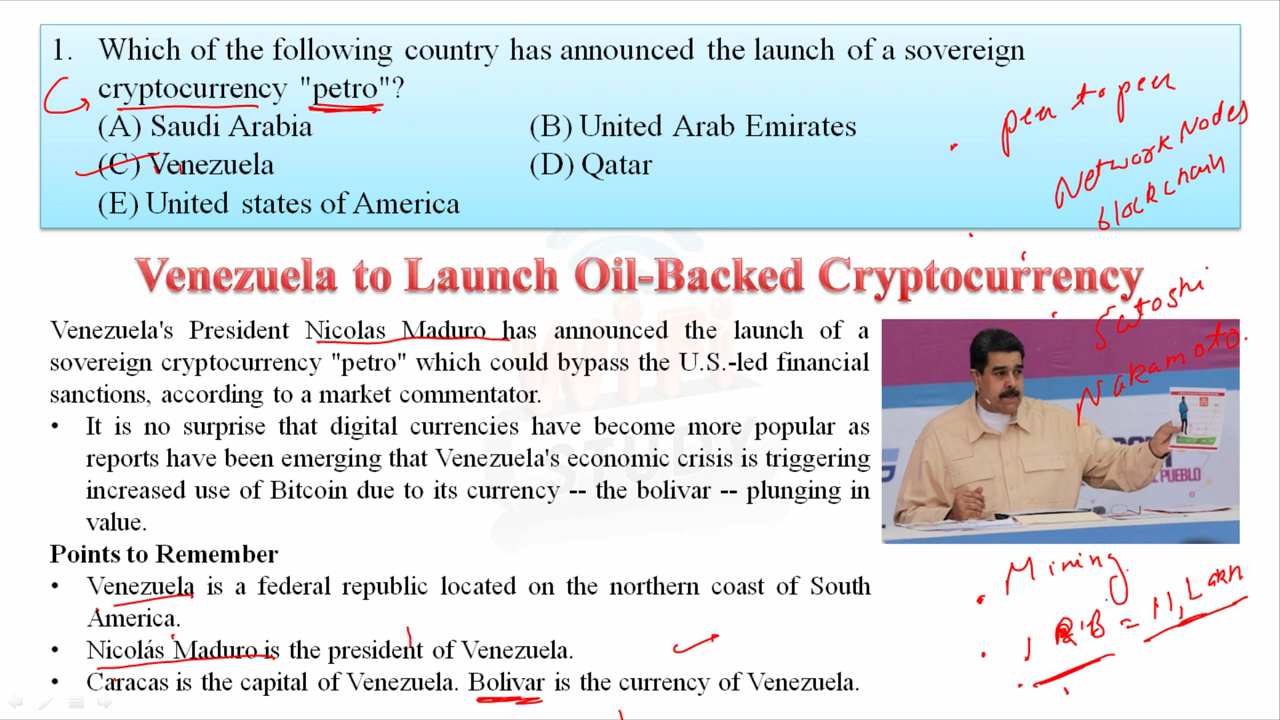 1. Which of the following country has announced the launch of a sovereign
cryptocurrency "petro"?
(A) Saudi Arabia (B) United Arab Emirates
(C) Venezuela (D) Qatar
(E) United states of America
peer to peer
Network Nodes
blockchain
Venezuela to Launch Oil-Backed Cryptocurrency
Satoshi
Nakamoto.
Venezuela's President Nicolas Maduro has announced the launch of a
sovereign cryptocurrency "petro" which could bypass the U.S.-led financial
sanctions, according to a market commentator.
• It is no surprise that digital currencies have become more popular as
reports have been emerging that Venezuela's economic crisis is triggering
increased use of Bitcoin due to its currency -- the bolivar -- plunging in
value.
Points to Remember
• Venezuela is a federal republic located on the northern coast of South
America.
• Nicolás Maduro is the president of Venezuela.
• Caracas is the capital of Venezuela. Bolivar is the currency of Venezuela.
PUEBLO
Mining
WiFi
STUDY